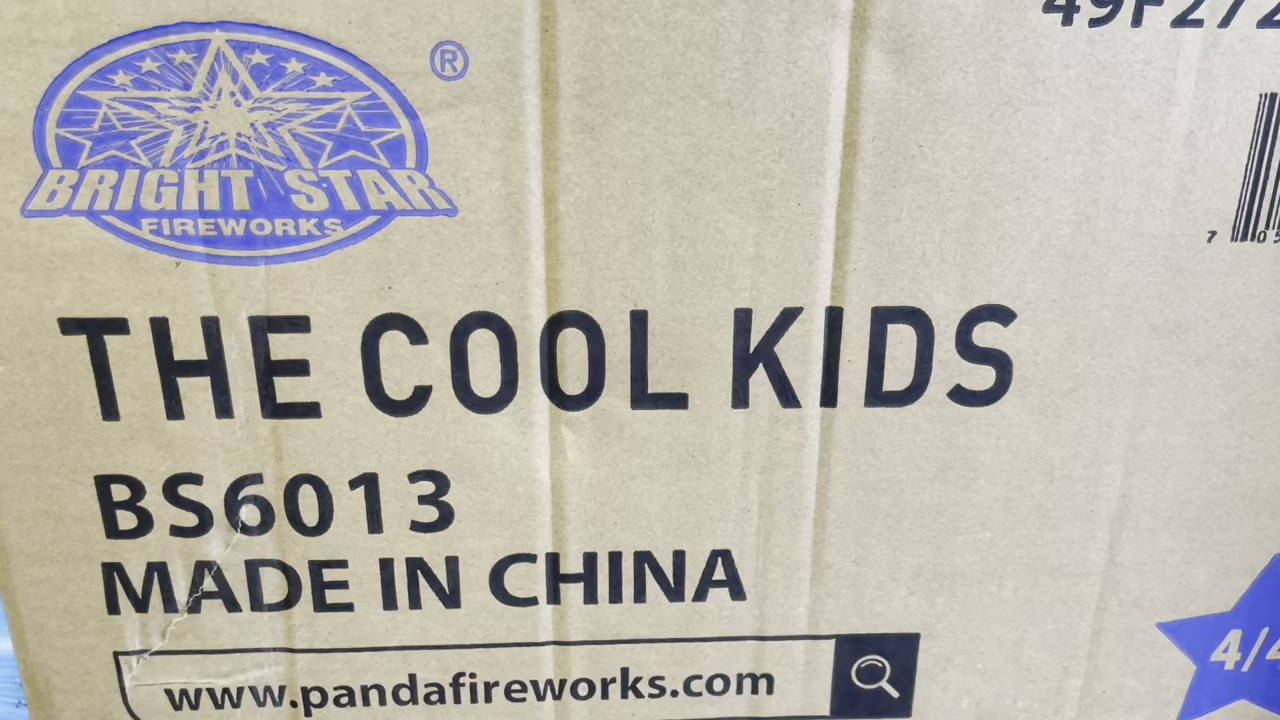 BRIGHT STAR
FIREWORKS
®
THE COOL KIDS
BS6013
MADE IN CHINA
www.pandafireworks.com